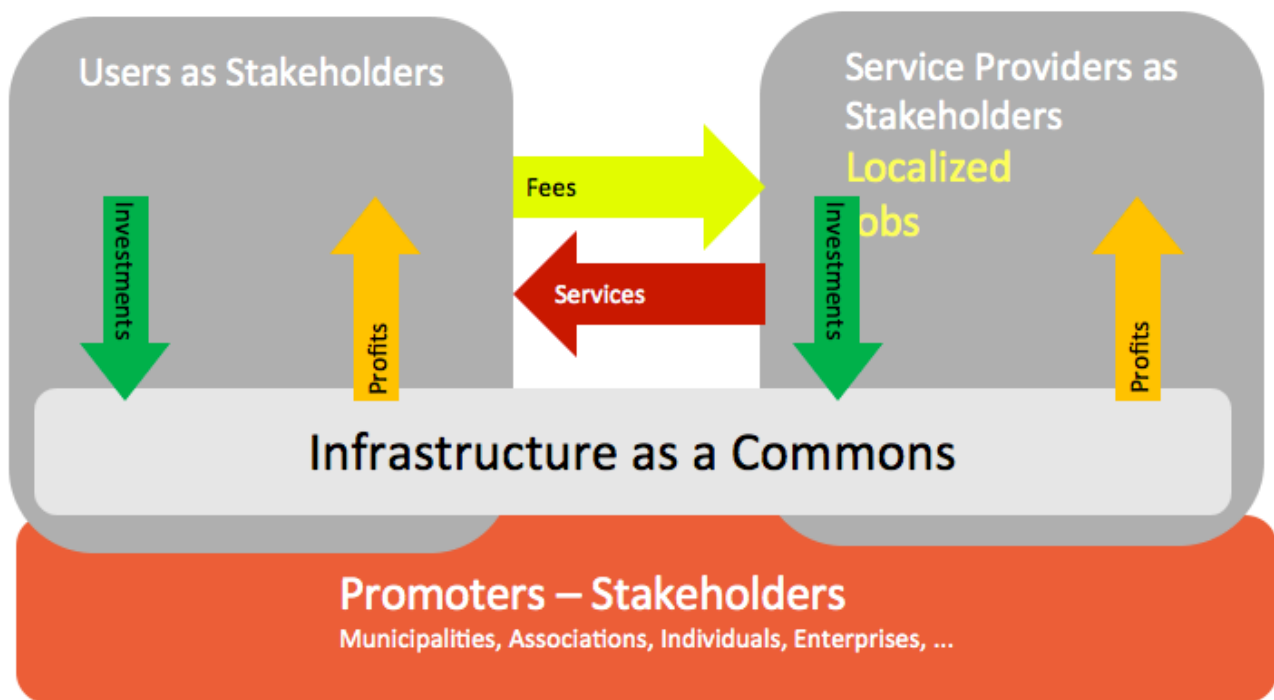 Users as Stakeholders
Service Providers as
Stakeholders
Localized
obs
Fees
Services
Investments
Profits
Investments
Profits
Infrastructure as a Commons
Promoters – Stakeholders
Municipalities, Associations, Individuals, Enterprises, ...